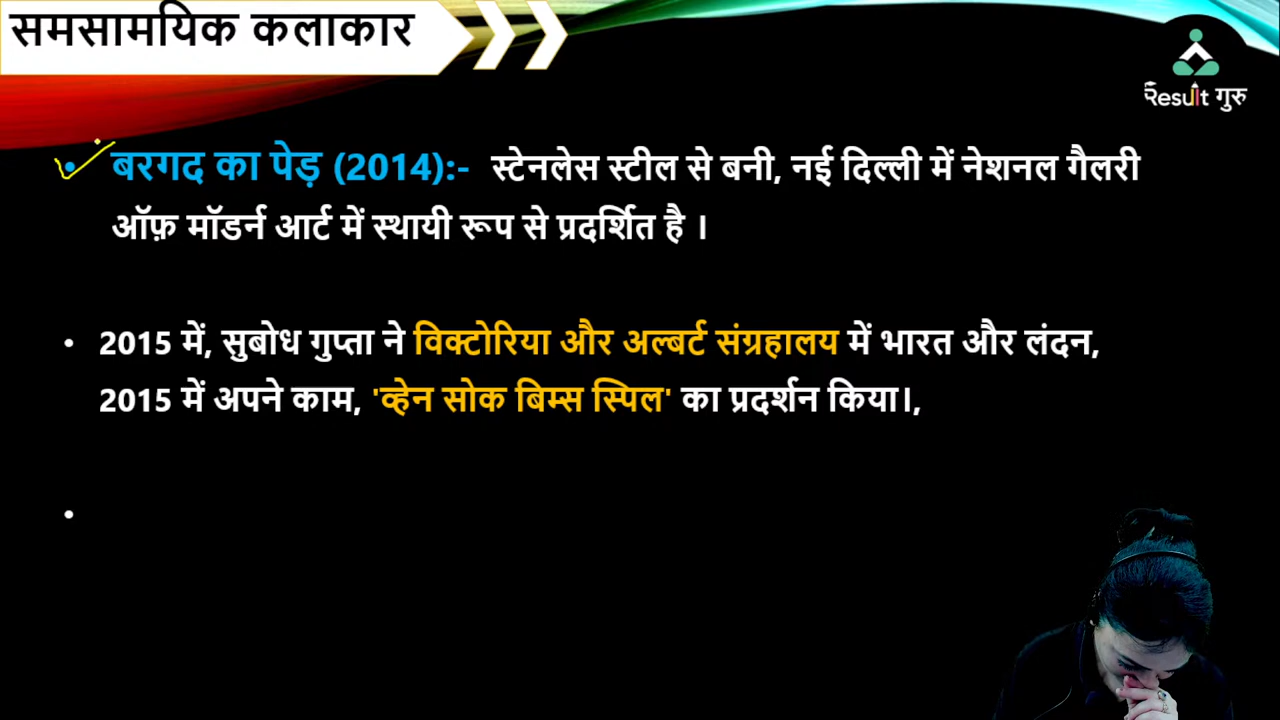 समसामयिक कलाकार
Result गुरु
बरगद का पेड़ (2014):- स्टेनलेस स्टील से बनी, नई दिल्ली में नेशनल गैलरी
ऑफ़ मॉडर्न आर्ट में स्थायी रूप से प्रदर्शित है ।
• 2015 में, सुबोध गुप्ता ने विक्टोरिया और अल्बर्ट संग्रहालय में भारत और लंदन,
2015 में अपने काम, 'व्हेन सोक बिम्स स्पिल' का प्रदर्शन किया।,
•